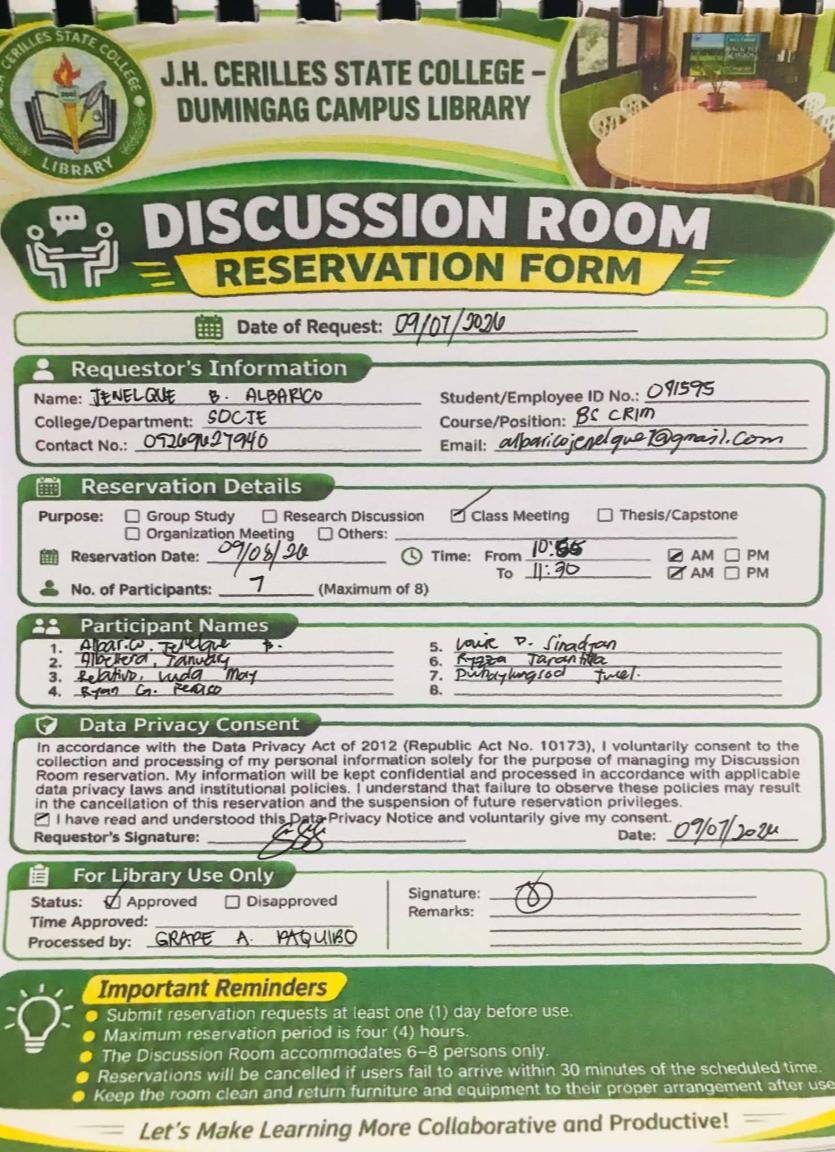 J.H. CERILLES STATE COLLEGE
LIBRARY
J.H. CERILLES STATE COLLEGE –
DUMINGAG CAMPUS LIBRARY
DISCUSSION ROOM
RESERVATION FORM
Date of Request: 09/07/2026
Requestor's Information
Name: JENELQUE B. ALBARICO
Student/Employee ID No.: 091595
College/Department: SOCJE
Course/Position: BS CRIM
Contact No.: 09269627940
Email: albaricojenelque7@gmail.com
Reservation Details
Purpose: ☐ Group Study ☐ Research Discussion ☑ Class Meeting ☐ Thesis/Capstone
☐ Organization Meeting ☐ Others:
Reservation Date: 09/08/26 Time: From 10: ☑ AM ☐ PM
To 11:30 ☑ AM ☐ PM
No. of Participants: 7 (Maximum of 8)
Participant Names
1. Albarico, Jenelque B.
2. January
3. Relativo, May
4. Ryan G.
5. Louie D.
6. Ryzza Tarantilla
7. Duhaylungsod
8.
Data Privacy Consent
In accordance with the Data Privacy Act of 2012 (Republic Act No. 10173), I voluntarily consent to the
collection and processing of my personal information solely for the purpose of managing my Discussion
Room reservation. My information will be kept confidential and processed in accordance with applicable
data privacy laws and institutional policies. I understand that failure to observe these policies may result
in the cancellation of this reservation and the suspension of future reservation privileges.
☑ I have read and understood this Data Privacy Notice and voluntarily give my consent.
Requestor's Signature:
Date: 09/07/2026
For Library Use Only
Status: ☑ Approved ☐ Disapproved
Time Approved:
Processed by: GRAPE A. PAQUIBO
Signature:
Remarks:
Important Reminders
Submit reservation requests at least one (1) day before use.
Maximum reservation period is four (4) hours.
The Discussion Room accommodates 6–8 persons only.
Reservations will be cancelled if users fail to arrive within 30 minutes of the scheduled time.
Keep the room clean and return furniture and equipment to their proper arrangement after use
Let's Make Learning More Collaborative and Productive!